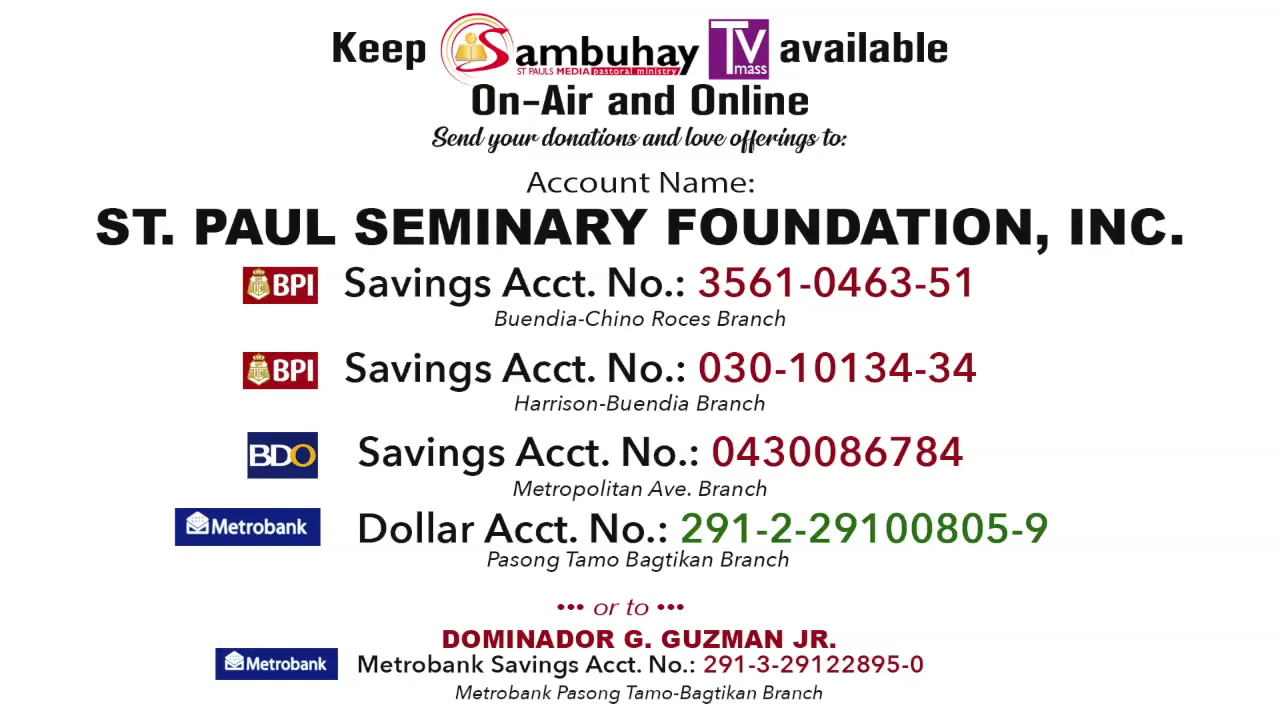 Keep Sambuhay TV mass available
ST PAULS MEDIA pastoral ministry
On-Air and Online
Send your donations and love offerings to:
Account Name:
ST. PAUL SEMINARY FOUNDATION, INC.
BPI Savings Acct. No.: 3561-0463-51
Buendia-Chino Roces Branch
BPI Savings Acct. No.: 030-10134-34
Harrison-Buendia Branch
BDO Savings Acct. No.: 0430086784
Metropolitan Ave. Branch
Metrobank Dollar Acct. No.: 291-2-29100805-9
Pasong Tamo Bagtikan Branch
••• or to •••
DOMINADOR G. GUZMAN JR.
Metrobank Metrobank Savings Acct. No.: 291-3-29122895-0
Metrobank Pasong Tamo-Bagtikan Branch